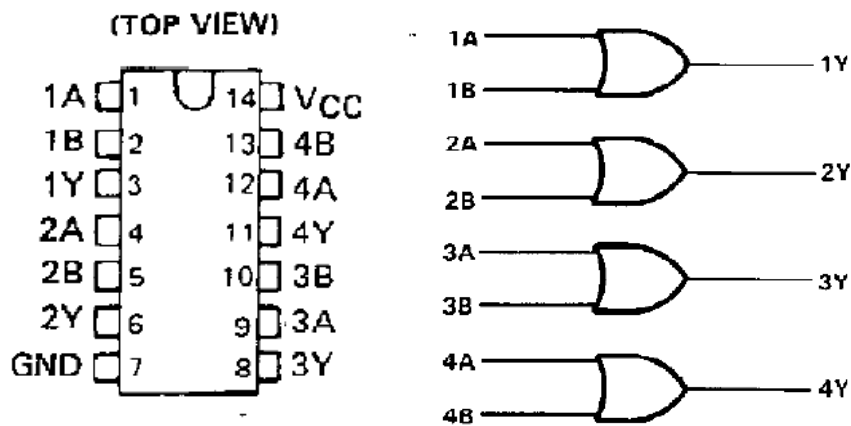 (TOP VIEW)
1A 1 14 VCC
1B 2 13 4B
1Y 3 12 4A
2A 4 11 4Y
2B 5 10 3B
2Y 6 9 3A
GND 7 8 3Y
1A
1B
1Y
2A
2B
2Y
3A
3B
3Y
4A
4B
4Y